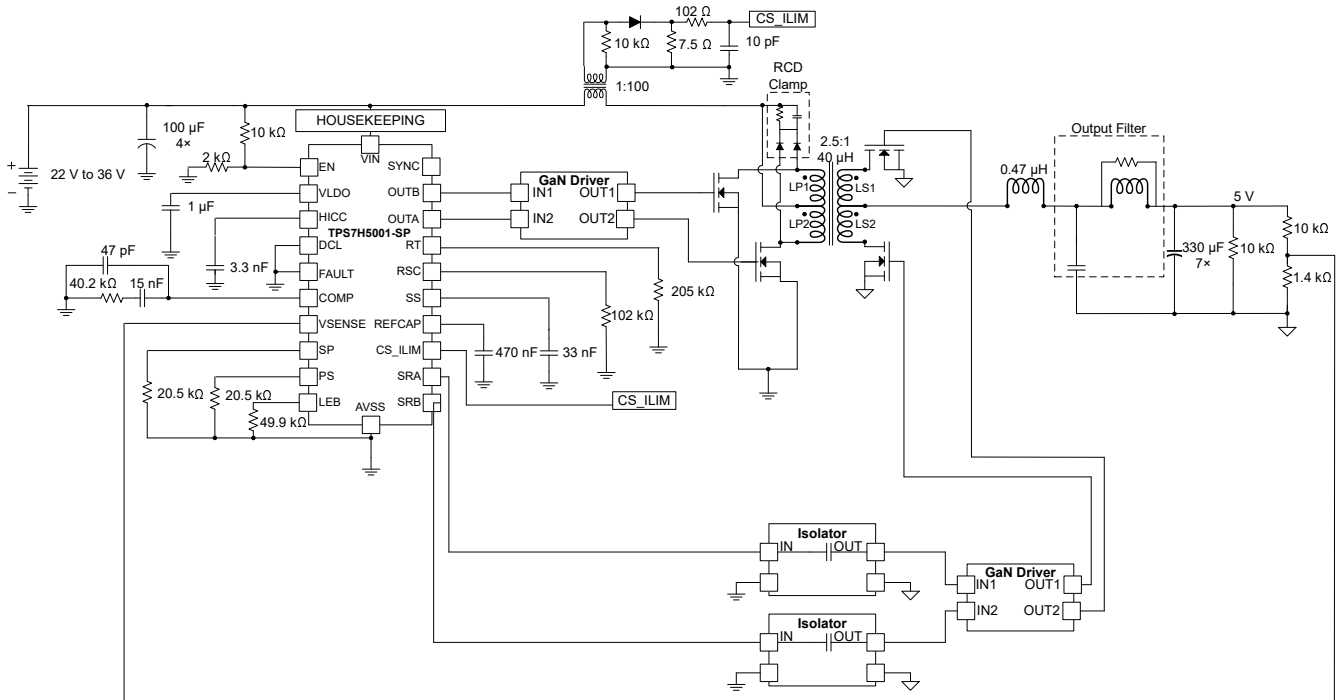 102 Ω
CS_ILIM
10 kΩ
7.5 Ω
10 pF
1:100
RCD
Clamp
HOUSEKEEPING
100 µF
4×
10 kΩ
2 kΩ
+
−
22 V to 36 V
VIN
EN
SYNC
VLDO
OUTB
HICC
OUTA
TPS7H5001-SP
DCL
RT
FAULT
RSC
COMP
SS
VSENSE
REFCAP
SP
CS_ILIM
PS
SRA
LEB
SRB
AVSS
1 µF
3.3 nF
47 pF
40.2 kΩ
15 nF
20.5 kΩ
20.5 kΩ
49.9 kΩ
GaN Driver
IN1
OUT1
IN2
OUT2
205 kΩ
102 kΩ
470 nF
33 nF
CS_ILIM
2.5:1
40 µH
LP1
LS1
LP2
LS2
0.47 µH
Output Filter
5 V
330 µF
7×
10 kΩ
10 kΩ
1.4 kΩ
Isolator
IN
OUT
Isolator
IN
OUT
GaN Driver
IN1
OUT1
IN2
OUT2